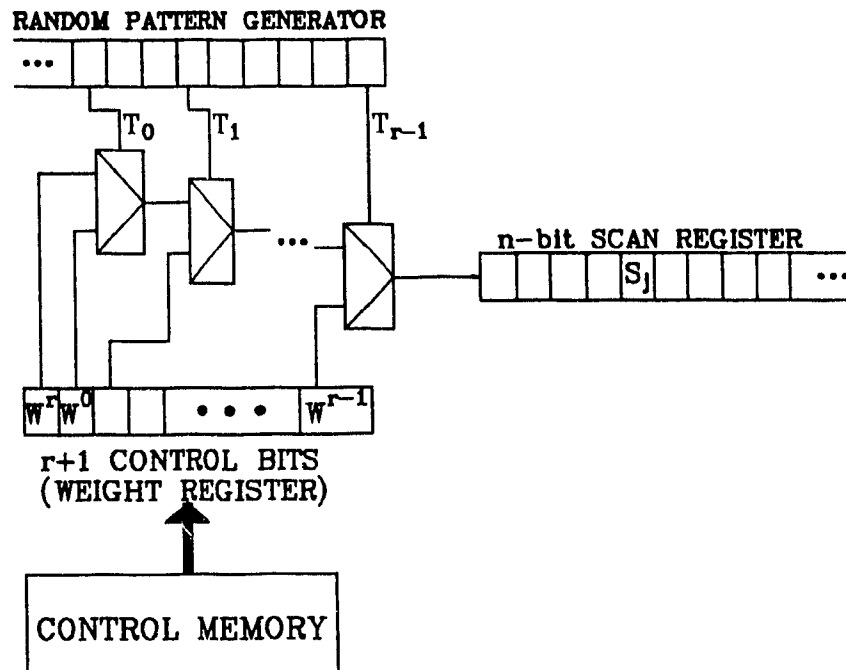 RANDOM PATTERN GENERATOR
•••
T0 T1 Tr-1
•••
n-bit SCAN REGISTER
Sj •••
Wr W0 • • • Wr-1
r+1 CONTROL BITS
(WEIGHT REGISTER)
CONTROL MEMORY